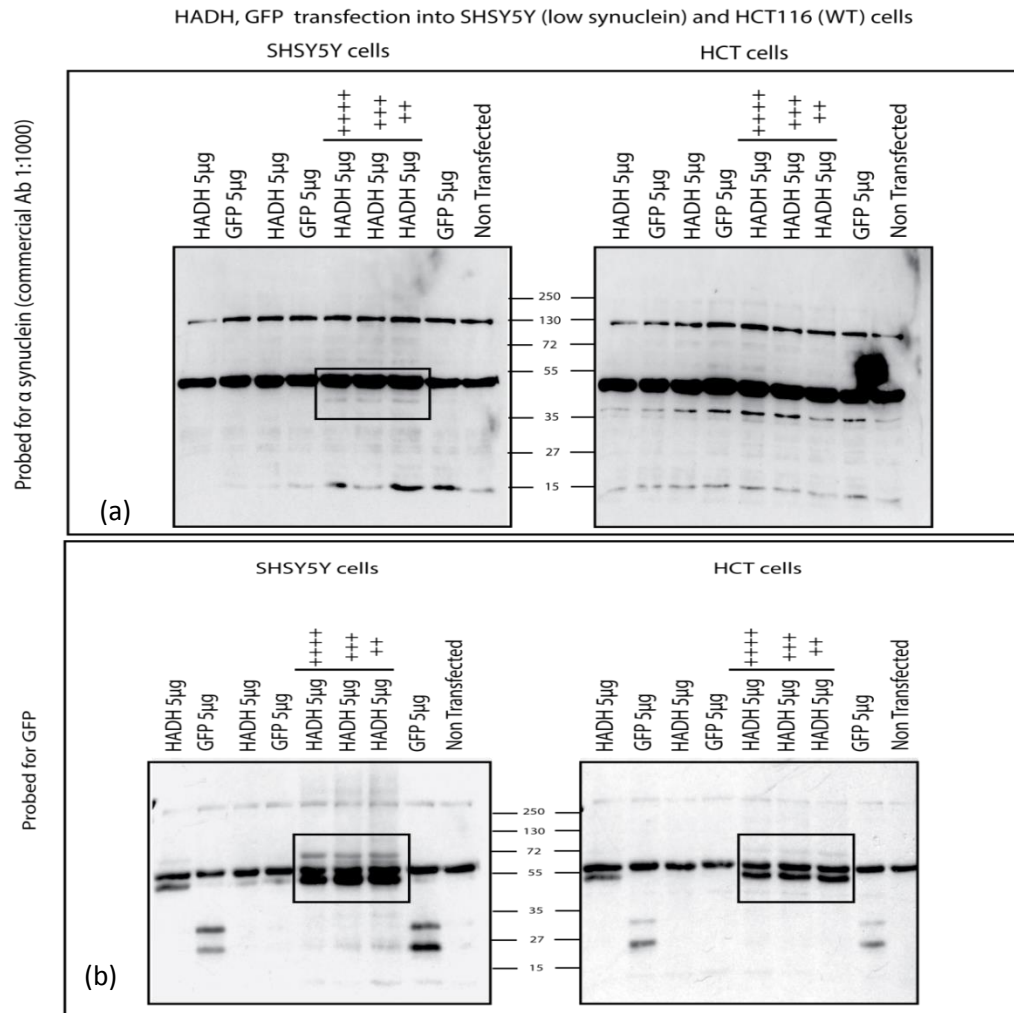 HADH, GFP transfection into SHSY5Y (low synuclein) and HCT116 (WT) cells
SHSY5Y cells
HCT cells
Probed for α synuclein (commercial Ab 1:1000)
++++
+++
++
HADH 5µg
GFP 5µg
HADH 5µg
GFP 5µg
HADH 5µg
HADH 5µg
HADH 5µg
GFP 5µg
Non Transfected
++++
+++
++
HADH 5µg
GFP 5µg
HADH 5µg
GFP 5µg
HADH 5µg
HADH 5µg
HADH 5µg
GFP 5µg
Non Transfected
250
130
72
55
35
27
15
(a)
SHSY5Y cells
HCT cells
Probed for GFP
++++
+++
++
HADH 5µg
GFP 5µg
HADH 5µg
GFP 5µg
HADH 5µg
HADH 5µg
HADH 5µg
GFP 5µg
Non Transfected
++++
+++
++
HADH 5µg
GFP 5µg
HADH 5µg
GFP 5µg
HADH 5µg
HADH 5µg
HADH 5µg
GFP 5µg
Non Transfected
250
130
72
55
35
27
15
(b)